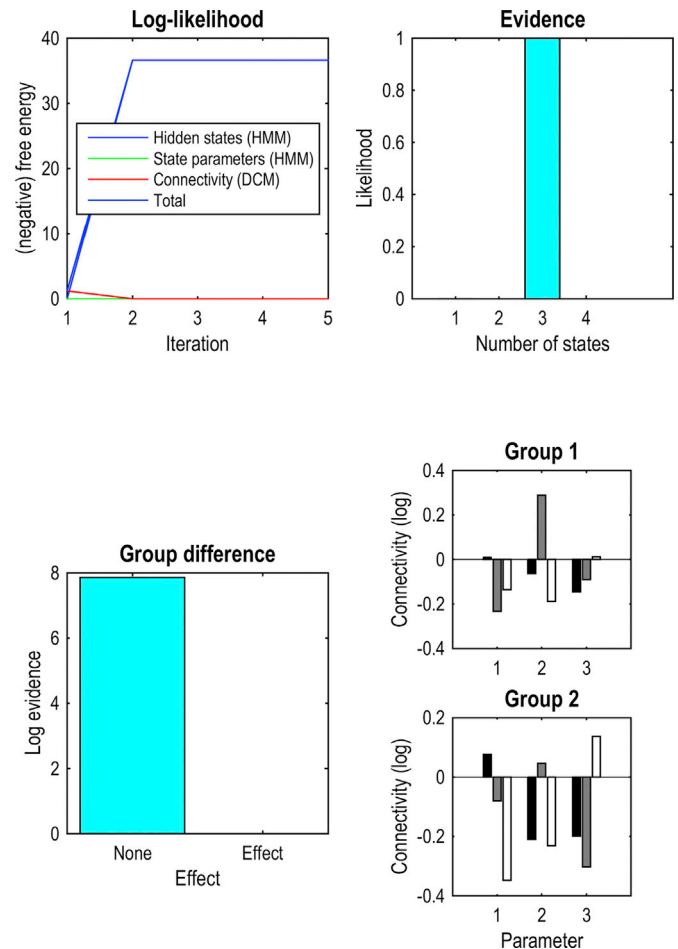 Log-likelihood
(negative) free energy
40
30
20
10
0
Hidden states (HMM)
State parameters (HMM)
Connectivity (DCM)
Total
1 2 3 4 5
Iteration
Evidence
Likelihood
1
0.8
0.6
0.4
0.2
0
1 2 3 4
Number of states
Group difference
Log evidence
8
6
4
2
0
None Effect
Effect
Group 1
Connectivity (log)
0.4
0.2
0
-0.2
-0.4
1 2 3
Group 2
Connectivity (log)
0.2
0
-0.2
-0.4
1 2 3
Parameter